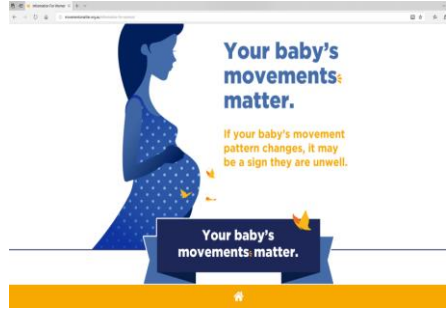 Your baby's
movements
matter.
If your baby's movement
pattern changes, it may
be a sign they are unwell.
Your baby's
movements matter.